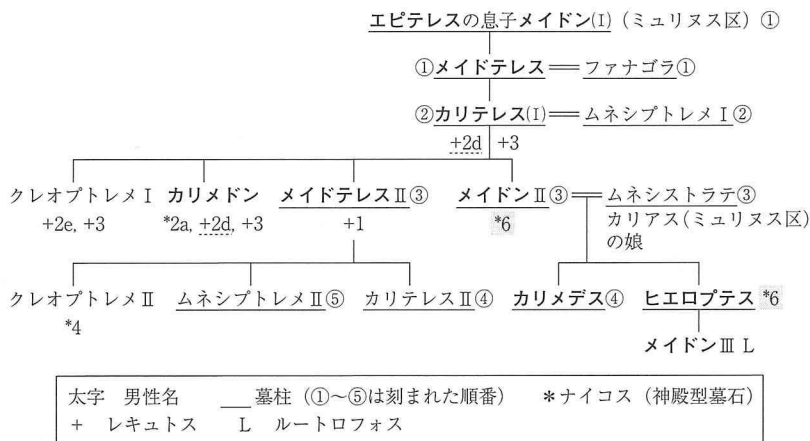 エピテレスの息子メイドン(I)（ミュリヌス区）①
①メイドテレス＝ファナゴラ①
②カリテレス(I)＝ムネシプトレメⅠ②
+2d +3
クレオプトレメⅠ カリメドン メイドテレスⅡ③ メイドンⅡ③＝ムネシストラテ③
+2e, +3 *2a, +2d, +3 +1 *6 カリアス(ミュリヌス区)
の娘
クレオプトレメⅡ ムネシプトレメⅡ⑤ カリテレスⅡ④ カリメデス④ ヒエロプテス *6
*4
メイドンⅢ L
太字　男性名　＿墓柱（①～⑤は刻まれた順番）　＊ナイコス（神殿型墓石）
+　レキュトス　L　ルートロフォス